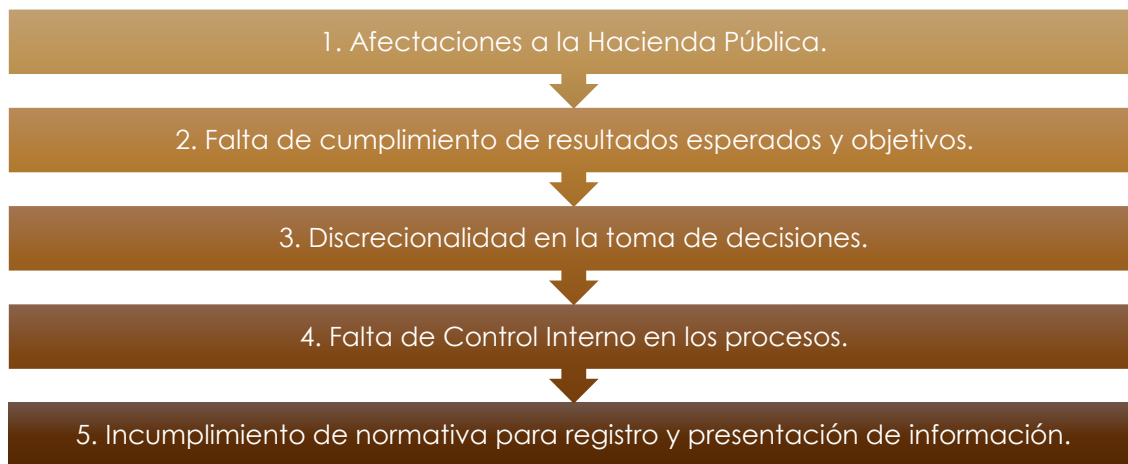 1. Afectaciones a la Hacienda Pública.
2. Falta de cumplimiento de resultados esperados y objetivos.
3. Discrecionalidad en la toma de decisiones.
4. Falta de Control Interno en los procesos.
5. Incumplimiento de normativa para registro y presentación de información.